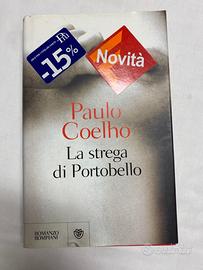 -15%
Novità
Paulo
Coelho
La strega
di Portobello
ROMANZO
BOMPIANI